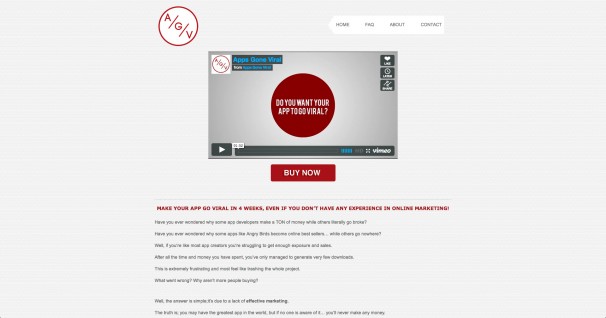 A/G/V
HOME FAQ ABOUT CONTACT
A/G/V
Apps Gone Viral
from Apps Gone Viral
LIKE
LATER
SHARE
DO YOU WANT YOUR
APP TO GO VIRAL?
HD
vimeo
BUY NOW
MAKE YOUR APP GO VIRAL IN 4 WEEKS, EVEN IF YOU DON'T HAVE ANY EXPERIENCE IN ONLINE MARKETING!
Have you ever wondered why some app developers make a TON of money while others literally go broke?
Have you ever wondered why some apps like Angry Birds become online best sellers... while others go nowhere?
Well, if you're like most app creators you're struggling to get enough exposure and sales.
After all the time and money you have spent, you've only managed to generate very few downloads.
This is extremely frustrating and most feel like trashing the whole project.
What went wrong? Why aren't more people buying?
Well, the answer is simple,it's due to a lack of effective marketing.
The truth is; you may have the greatest app in the world, but if no one is aware of it... you'll never make any money.